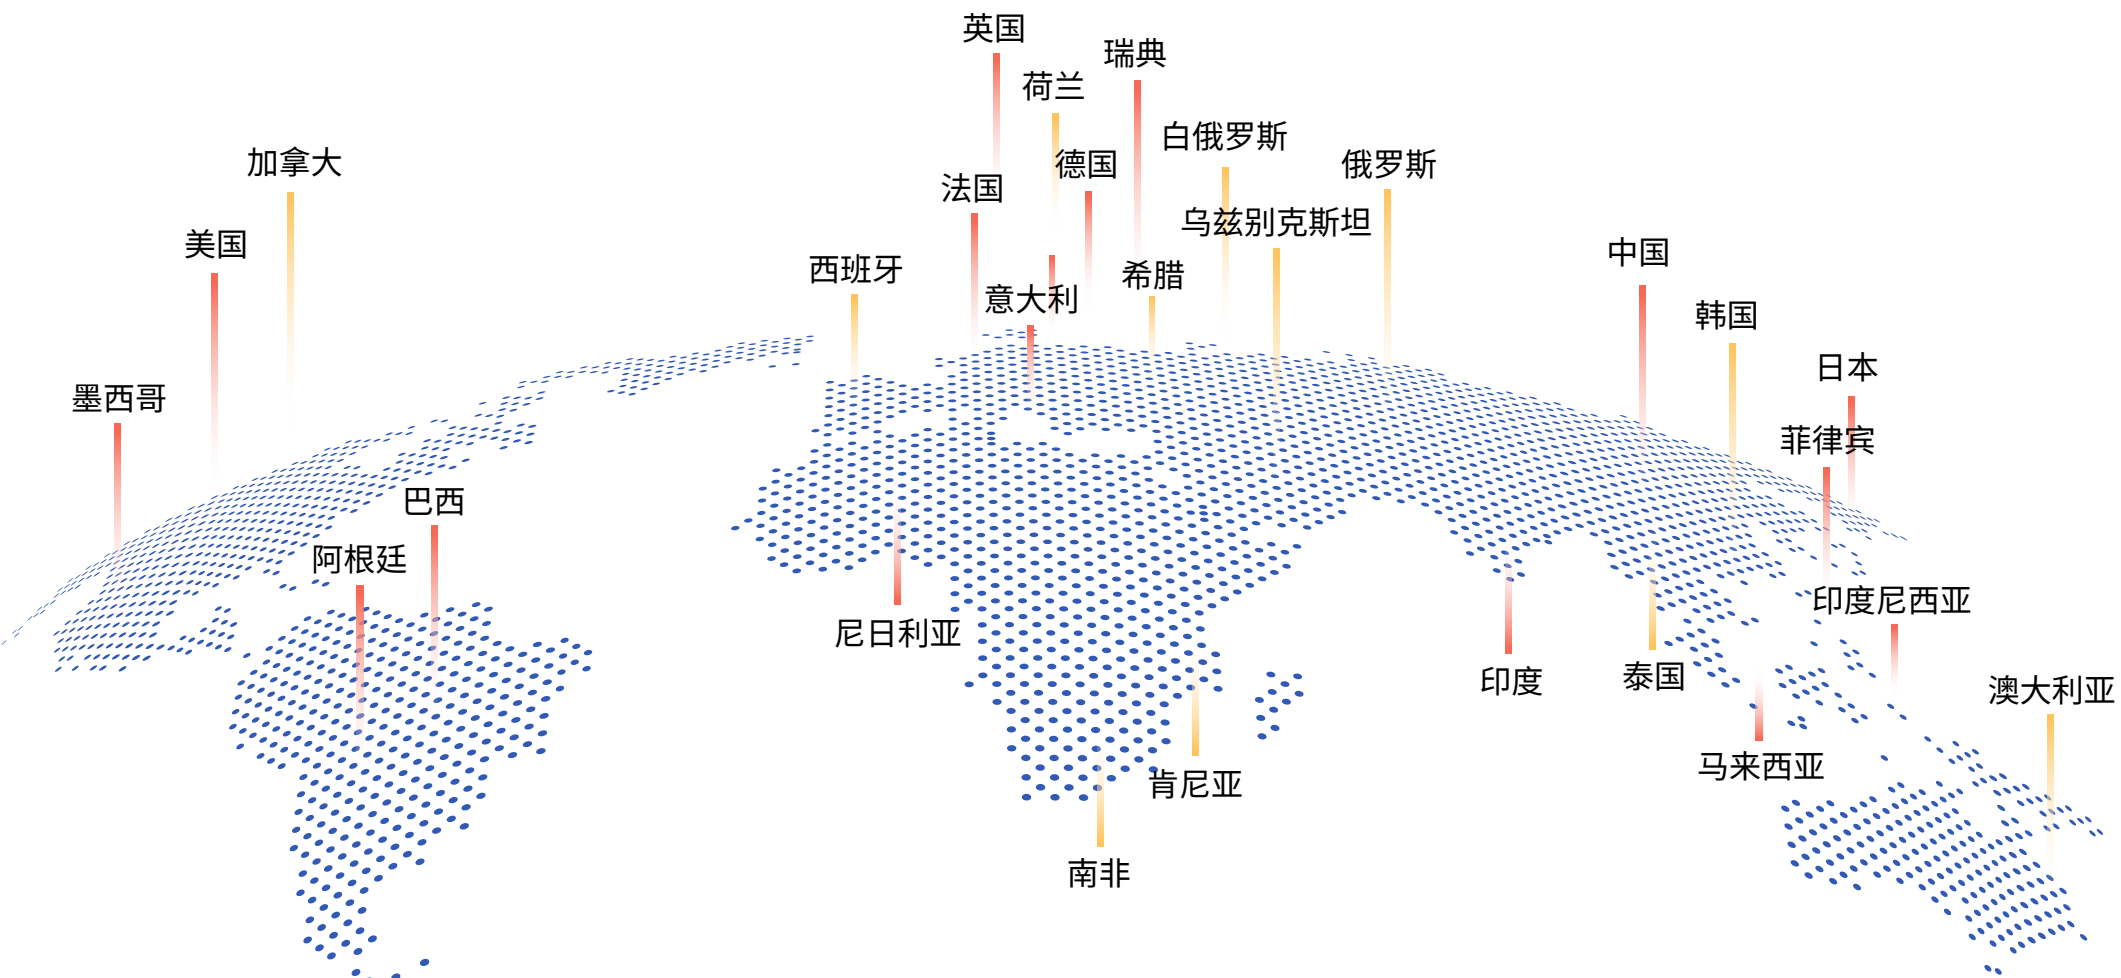 英国
瑞典
荷兰
白俄罗斯
加拿大
德国
俄罗斯
法国
乌兹别克斯坦
美国
中国
西班牙
希腊
意大利
韩国
日本
墨西哥
菲律宾
巴西
阿根廷
印度尼西亚
尼日利亚
泰国
印度
澳大利亚
马来西亚
肯尼亚
南非